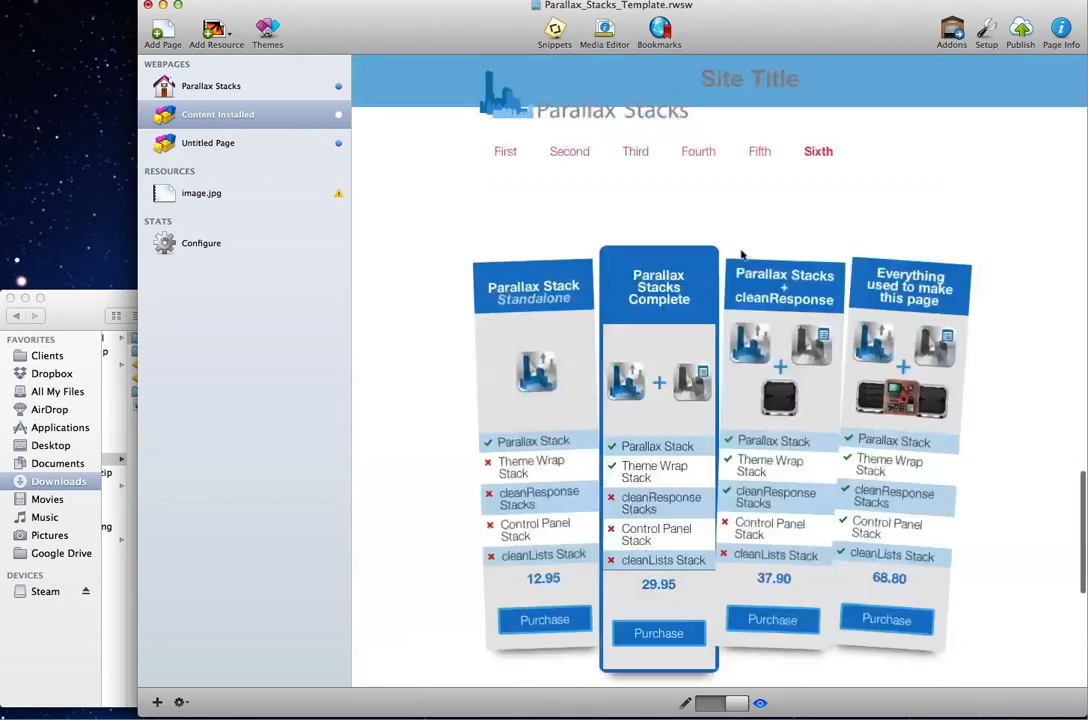 Parallax_Stacks_Template.rwsw
Add Page
Add Resource
Themes
Snippets
Media Editor
Bookmarks
Addons
Setup
Publish
Page Info
WEBPAGES
Parallax Stacks
Content Installed
Untitled Page
RESOURCES
image.jpg
STATS
Configure
Site Title
Parallax Stacks
First Second Third Fourth Fifth Sixth
Parallax Stack
Standalone
Parallax Stack
Theme Wrap
Stack
cleanResponse
Stacks
Control Panel
Stack
cleanLists Stack
12.95
Purchase
Parallax
Stacks
Complete
Parallax Stack
Theme Wrap
Stack
cleanResponse
Stacks
Control Panel
Stack
cleanLists Stack
29.95
Purchase
Parallax Stacks
+
cleanResponse
Parallax Stack
Theme Wrap
Stack
cleanResponse
Stacks
Control Panel
Stack
cleanLists Stack
37.90
Purchase
Everything
used to make
this page
Parallax Stack
Theme Wrap
Stack
cleanResponse
Stacks
Control Panel
Stack
cleanLists Stack
68.80
Purchase
FAVORITES
Clients
Dropbox
All My Files
AirDrop
Applications
Desktop
Documents
Downloads
Movies
Music
Pictures
Google Drive
DEVICES
Steam